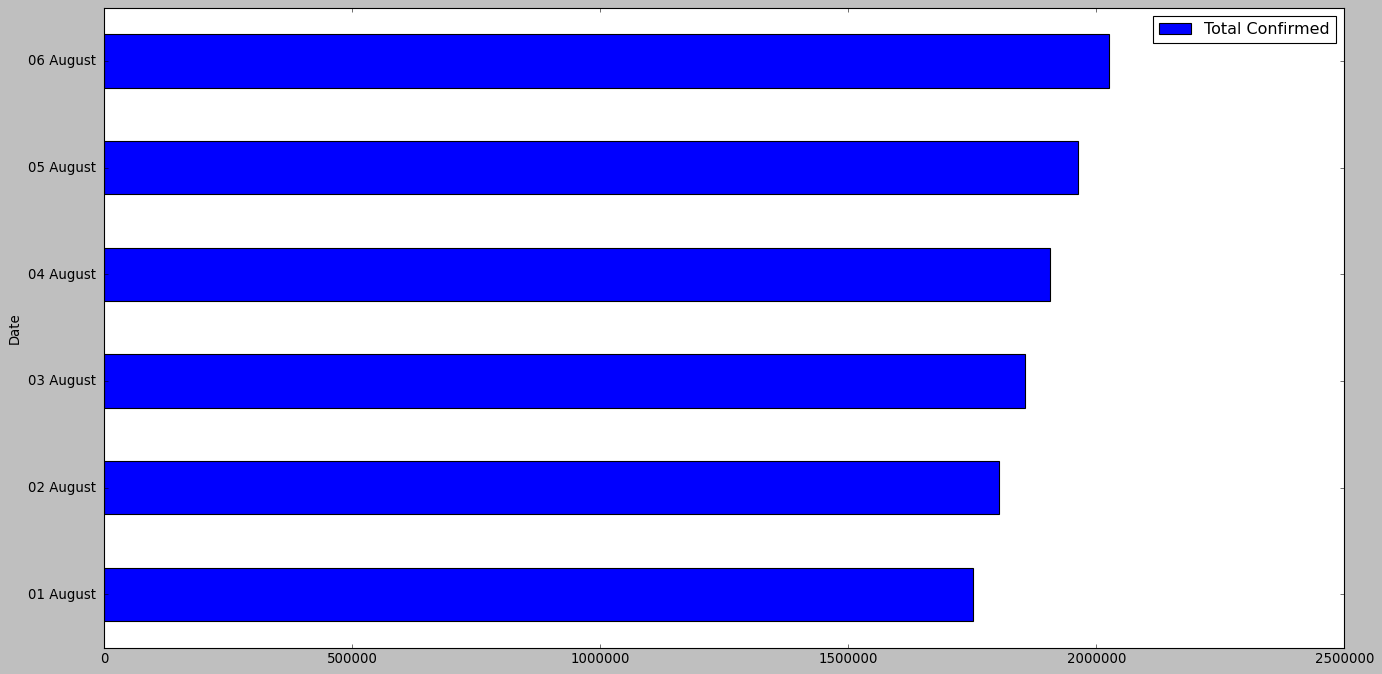 Total Confirmed
06 August
05 August
04 August
Date
03 August
02 August
01 August
0 500000 1000000 1500000 2000000 2500000